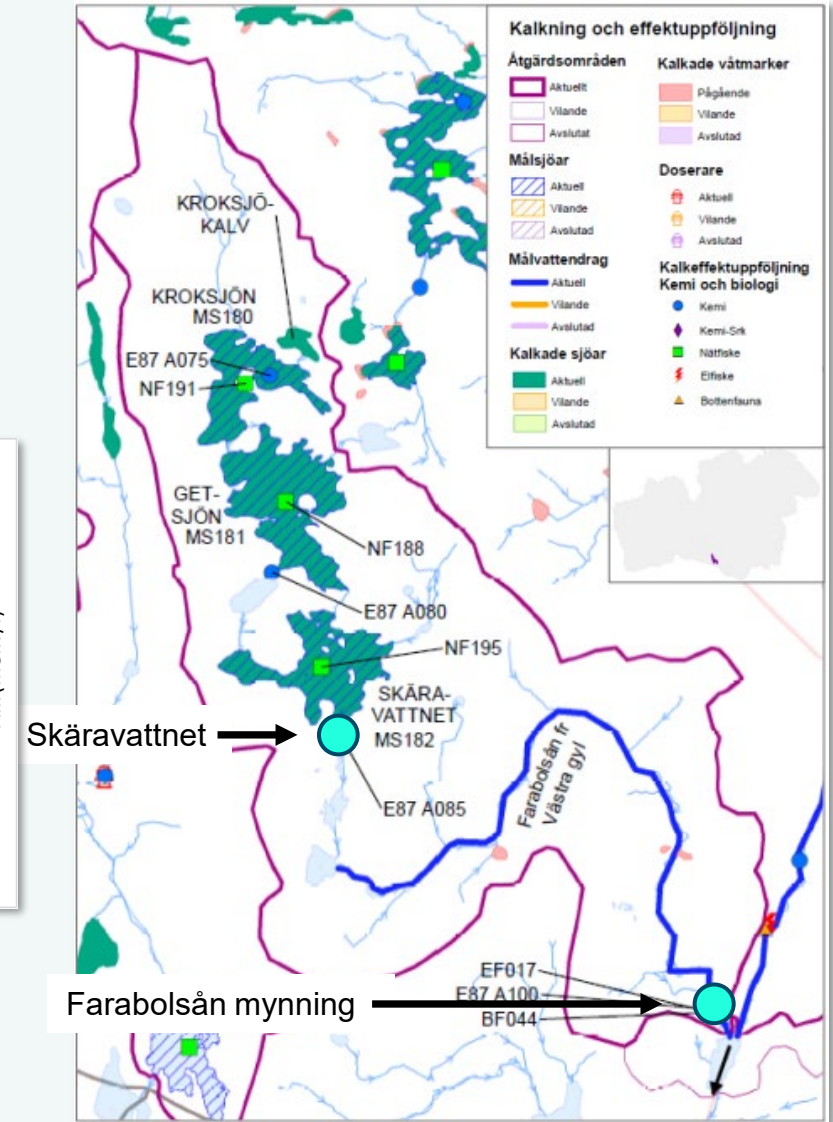 Kalkning och effektuppföljning
Åtgärdsområden
Aktuellt
Vilande
Avslutat
Målsjöar
Aktuell
Vilande
Avslutad
Målvattendrag
Aktuell
Vilande
Avslutad
Kalkade sjöar
Aktuell
Vilande
Avslutad
Kalkade våtmarker
Pågående
Vilande
Avslutad
Doserare
Aktuell
Vilande
Avslutad
Kalkeffektuppföljning
Kemi och biologi
Kemi
Kemi-Srk
Nätfiske
Elfiske
Bottenfauna
KROKSJÖ-
KALV
KROKSJÖN
MS180
E87 A075
NF191
GET-
SJÖN
MS181
NF188
E87 A080
NF195
SKÄRA-
VATTNET
MS182
Skäravattnet
E87 A085
Farabolsån fr
Västra gyl
EF017
E87 A100
BF044
Farabolsån mynning